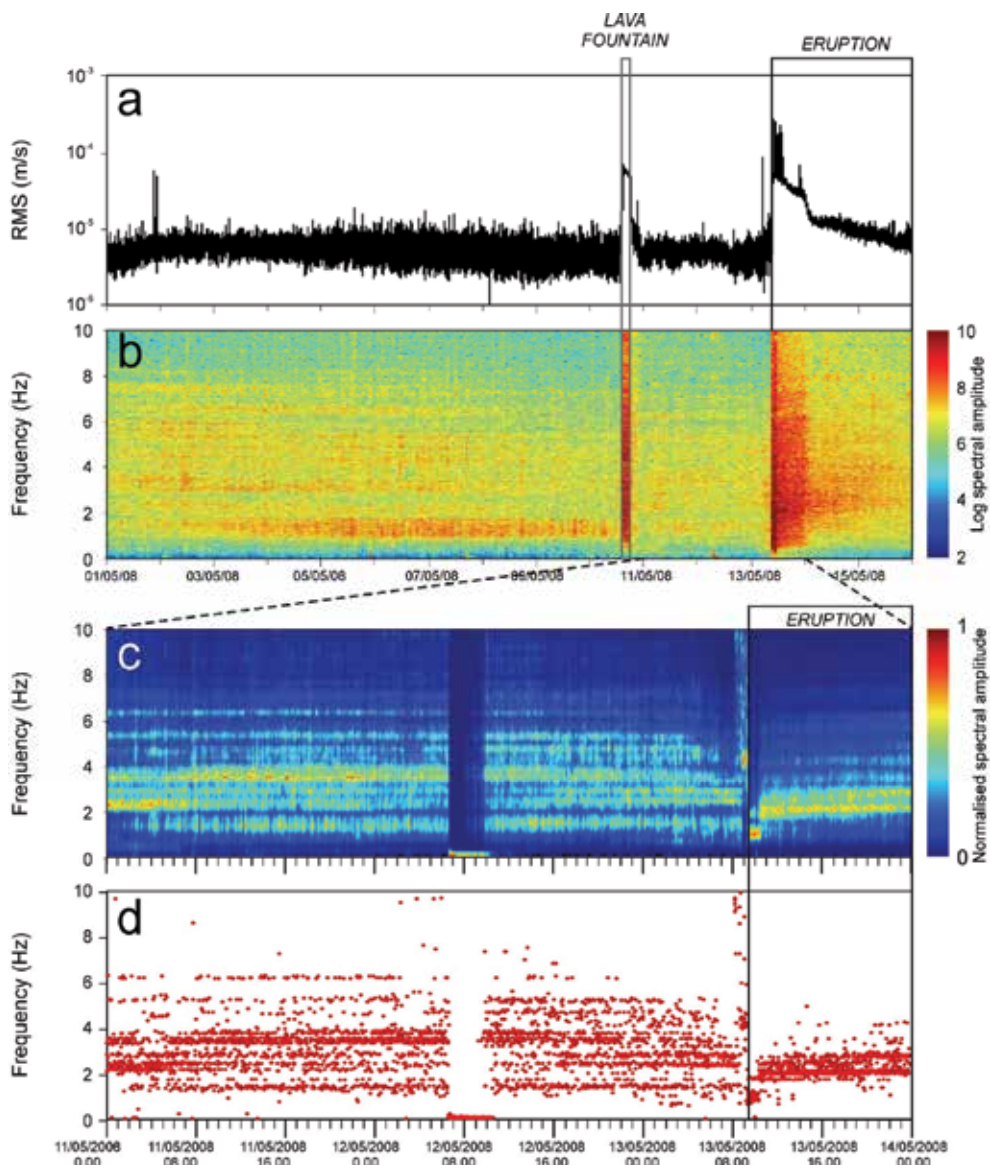 LAVA
FOUNTAIN
ERUPTION
a
RMS (m/s)
10-3
10-4
10-5
10-6
b
Frequency (Hz)
10
8
6
4
2
0
01/05/08 03/05/08 05/05/08 07/05/08 09/05/08 11/05/08 13/05/08 15/05/08
10
8
6
4
2
Log spectral amplitude
ERUPTION
c
Frequency (Hz)
10
8
6
4
2
0
1
0
Normalised spectral amplitude
d
Frequency (Hz)
10
8
6
4
2
0
11/05/2008 11/05/2008 11/05/2008 12/05/2008 12/05/2008 12/05/2008 13/05/2008 13/05/2008 13/05/2008 14/05/2008
0.00 08.00 16.00 0.00 08.00 16.00 00.00 08.00 16.00 00.00